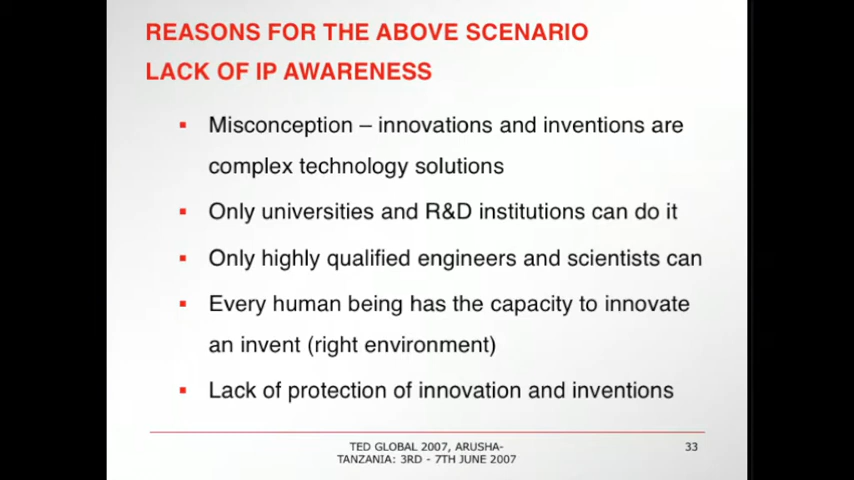 REASONS FOR THE ABOVE SCENARIO
LACK OF IP AWARENESS
▪ Misconception – innovations and inventions are
complex technology solutions
▪ Only universities and R&D institutions can do it
▪ Only highly qualified engineers and scientists can
▪ Every human being has the capacity to innovate
an invent (right environment)
▪ Lack of protection of innovation and inventions
TED GLOBAL 2007, ARUSHA-
TANZANIA: 3RD - 7TH JUNE 2007
33